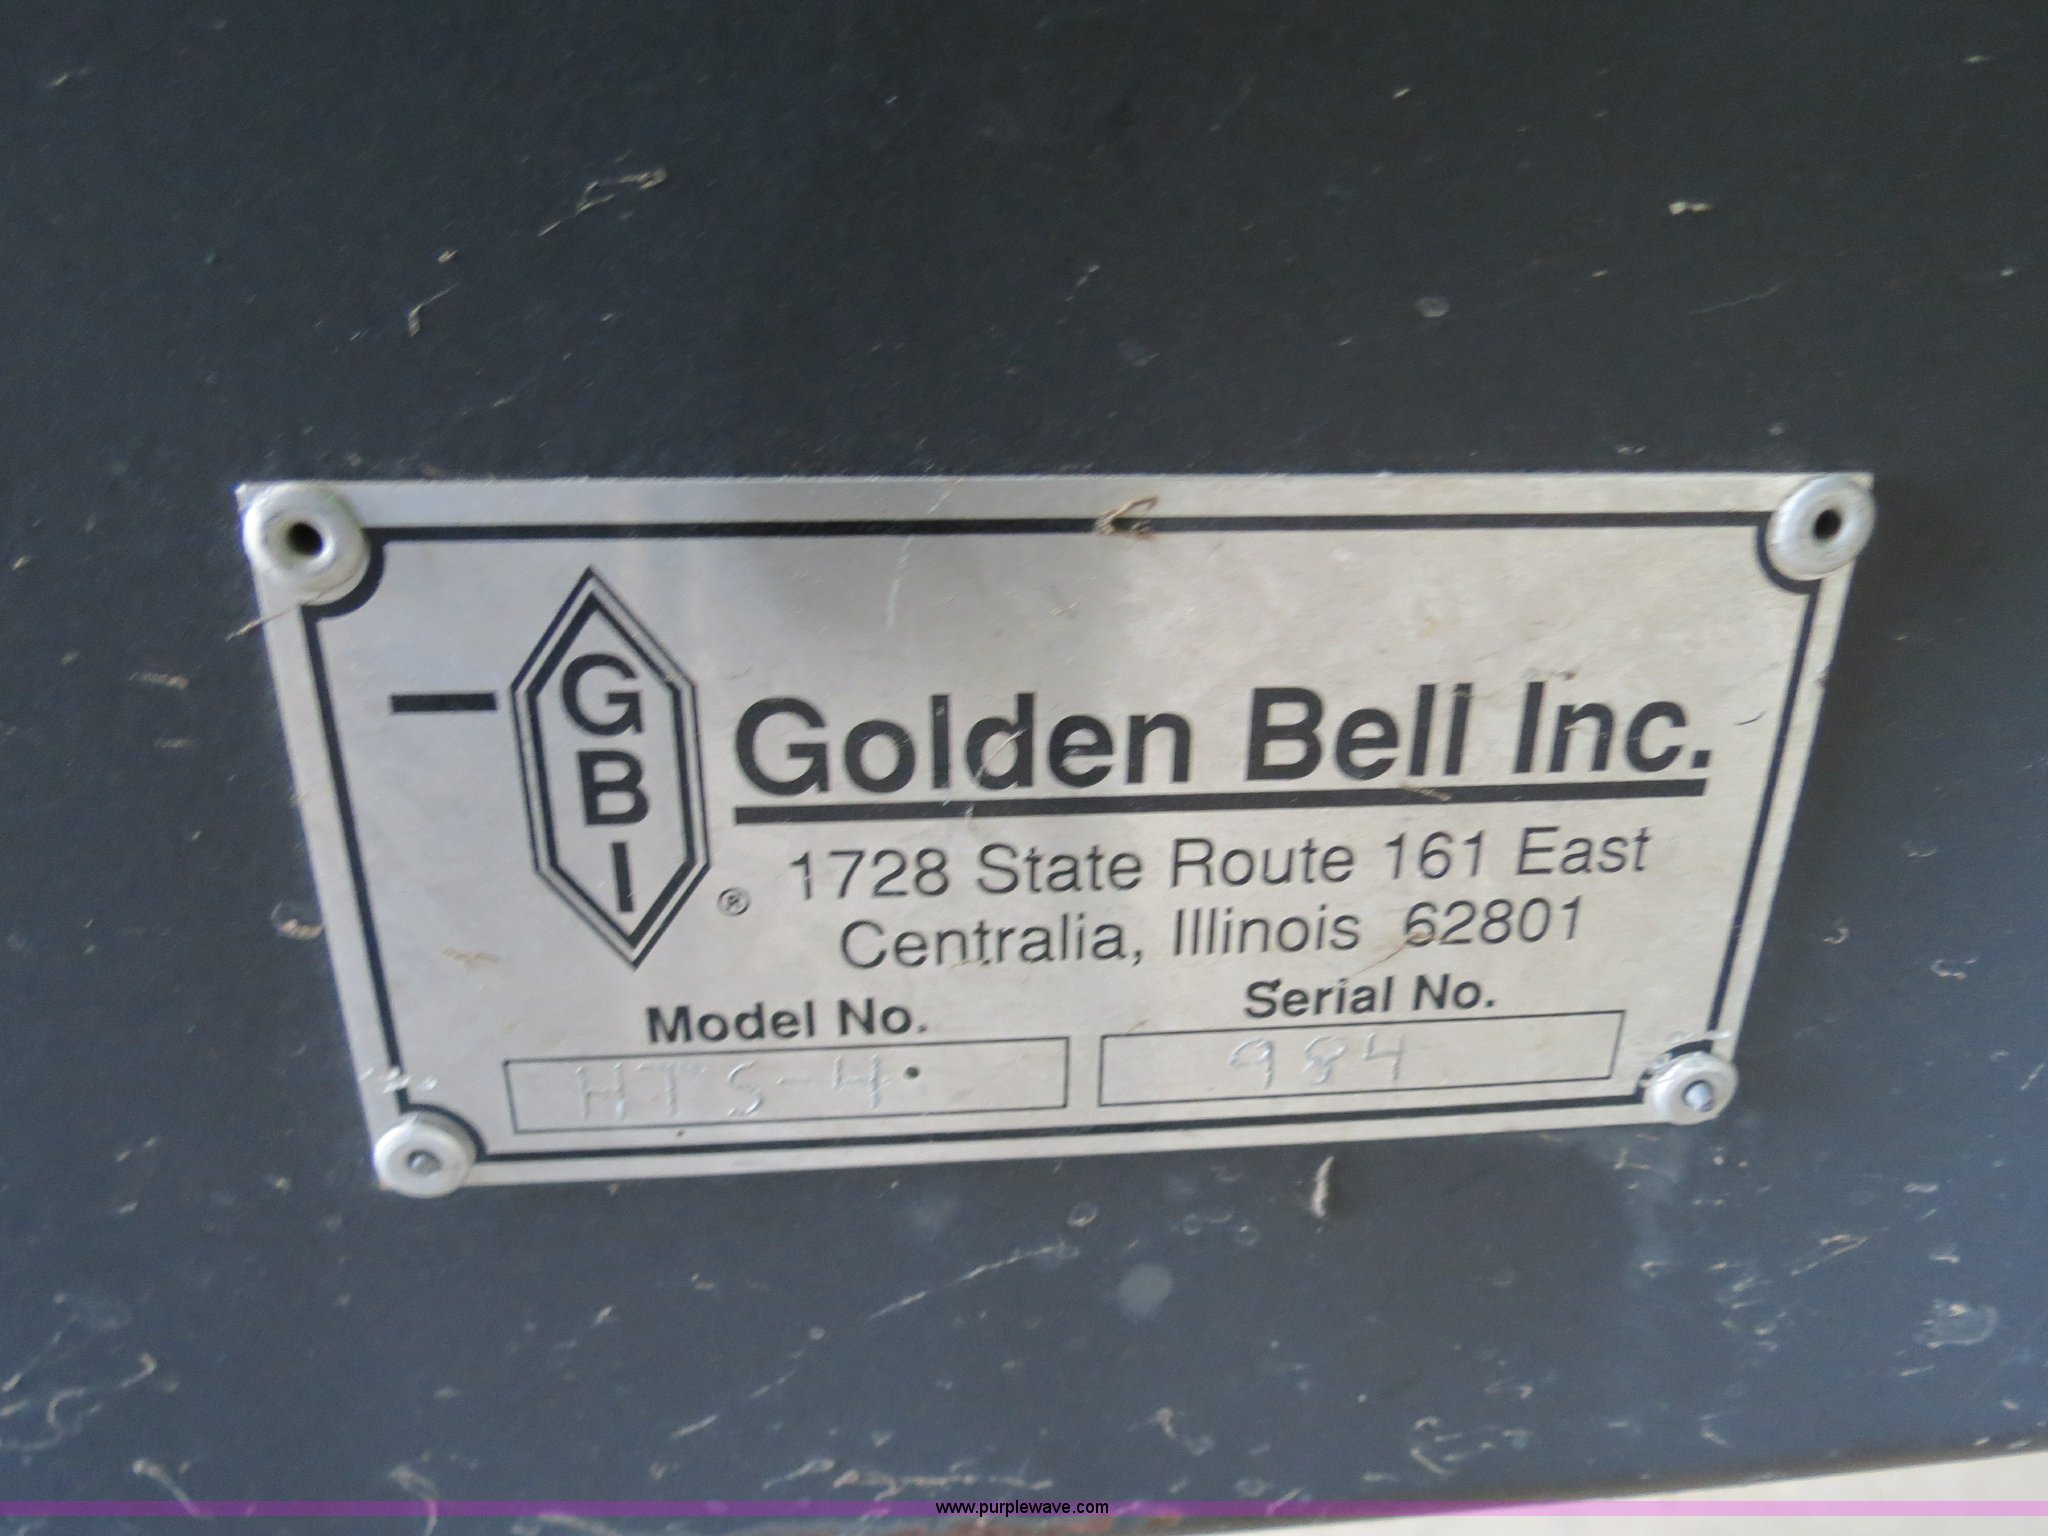 GBI
®
Golden Bell Inc.
1728 State Route 161 East
Centralia, Illinois 62801
Model No.
HTS-4
Serial No.
984
www.purplewave.com